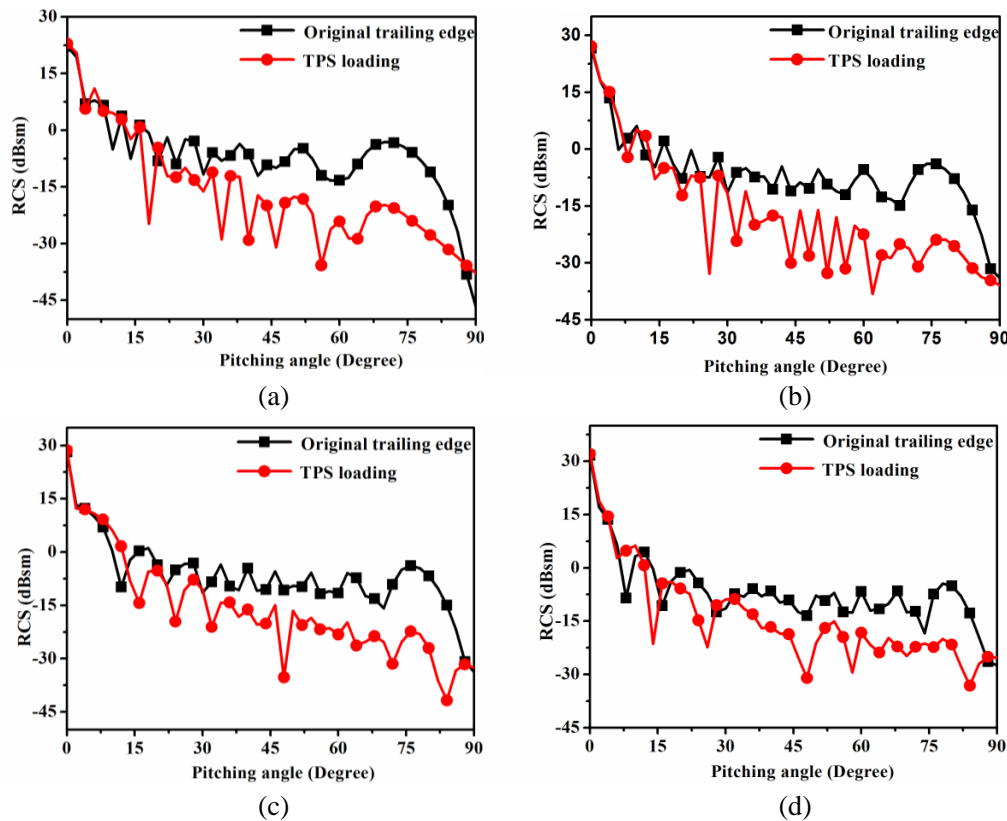 Original trailing edge
TPS loading
30
15
0
-15
-30
-45
RCS (dBsm)
0 15 30 45 60 75 90
Pitching angle (Degree)
(a)
Original trailing edge
TPS loading
30
15
0
-15
-30
-45
RCS (dBsm)
0 15 30 45 60 75 90
Pitching angle (Degree)
(b)
Original trailing edge
TPS loading
30
15
0
-15
-30
-45
RCS (dBsm)
0 15 30 45 60 75 90
Pitching angle (Degree)
(c)
Original trailing edge
TPS loading
30
15
0
-15
-30
-45
RCS (dBsm)
0 15 30 45 60 75 90
Pitching angle (Degree)
(d)